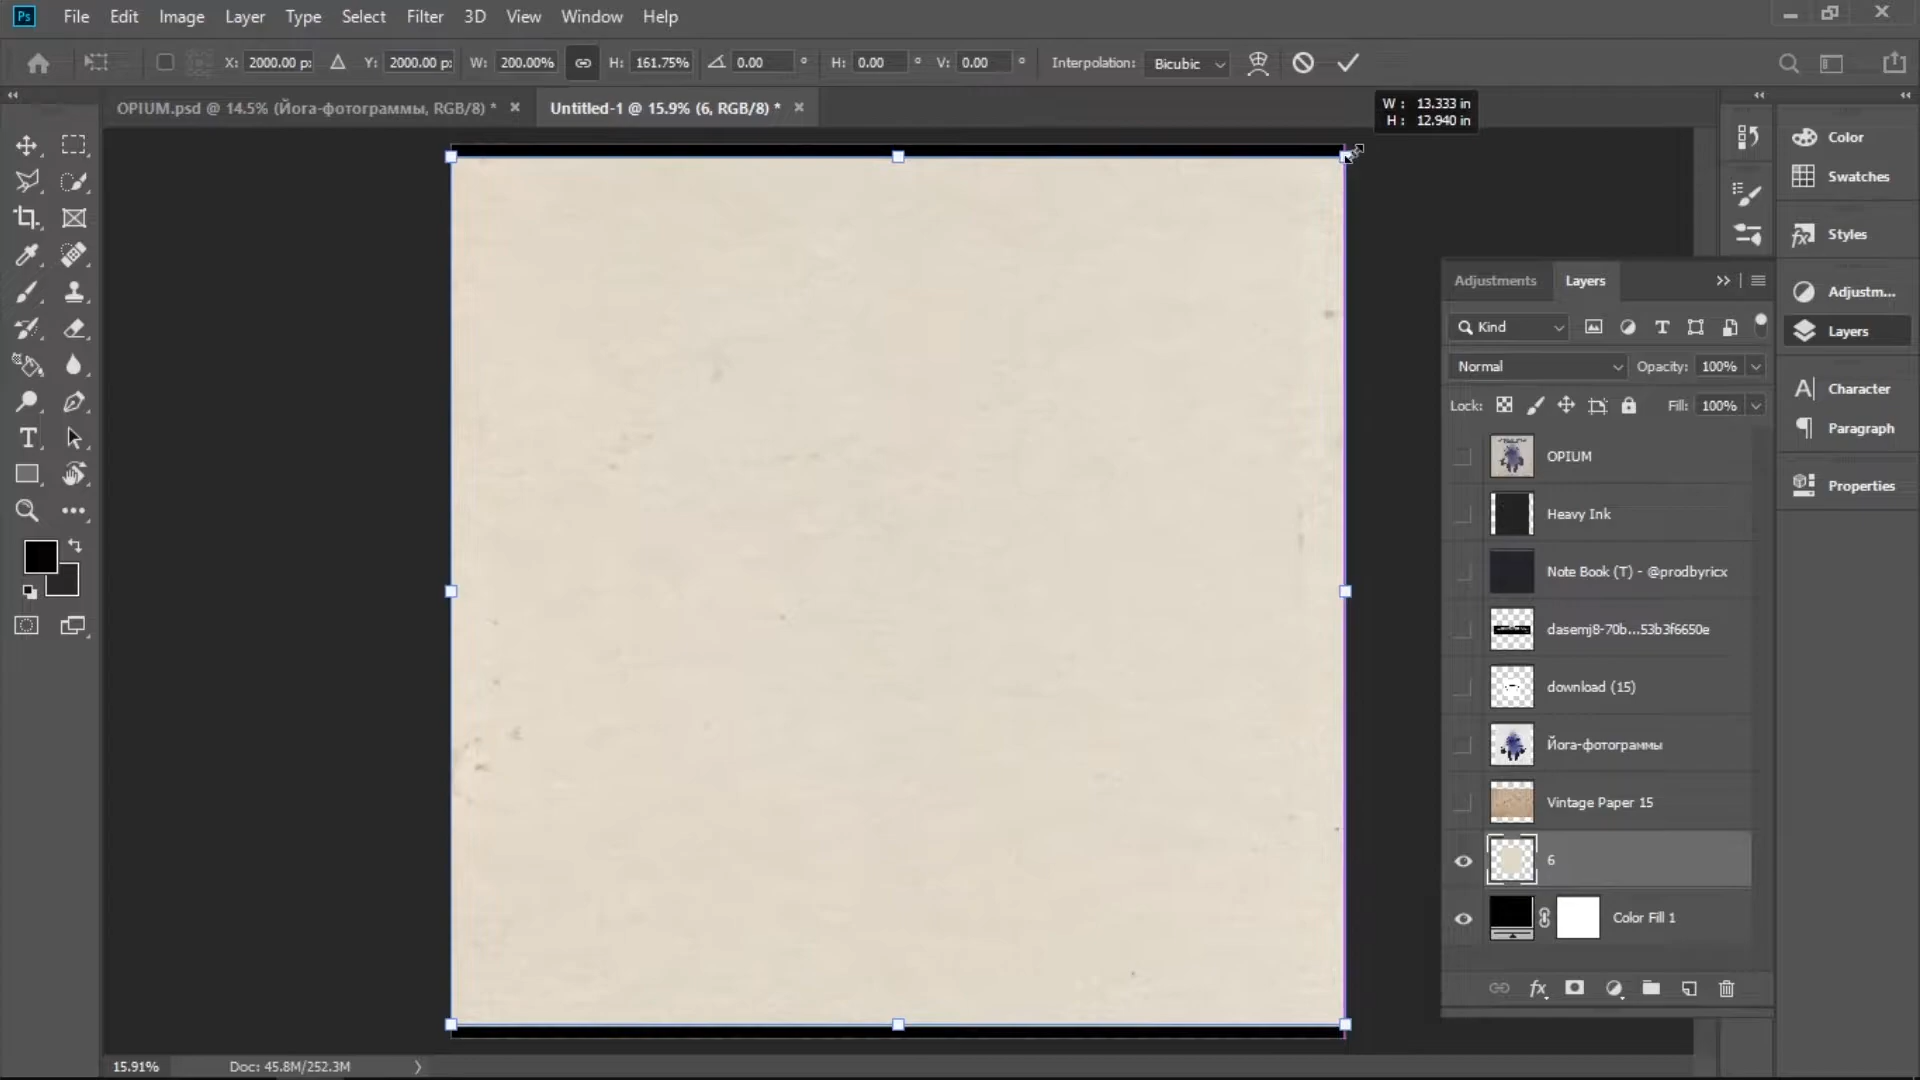 Ps File Edit Image Layer Type Select Filter 3D View Window Help
X: 2000.00 p: Y: 2000.00 p: W: 200.00% H: 161.75% 0.00 ° H: 0.00 ° V: 0.00 ° Interpolation: Bicubic
OPIUM.psd @ 14.5% (Йога-фотограммы, RGB/8) * × Untitled-1 @ 15.9% (6, RGB/8) * ×
W : 13.333 in
H : 12.940 in
Color
Swatches
Styles
Adjustm...
Layers
Character
Paragraph
Properties
Adjustments Layers
Kind
Normal Opacity: 100%
Lock: Fill: 100%
OPIUM
Heavy Ink
Note Book (T) - @prodbyricx
dasemj8-70b...53b3f6650e
download (15)
Йога-фотограммы
Vintage Paper 15
6
Color Fill 1
fx
15.91% Doc: 45.8M/252.3M